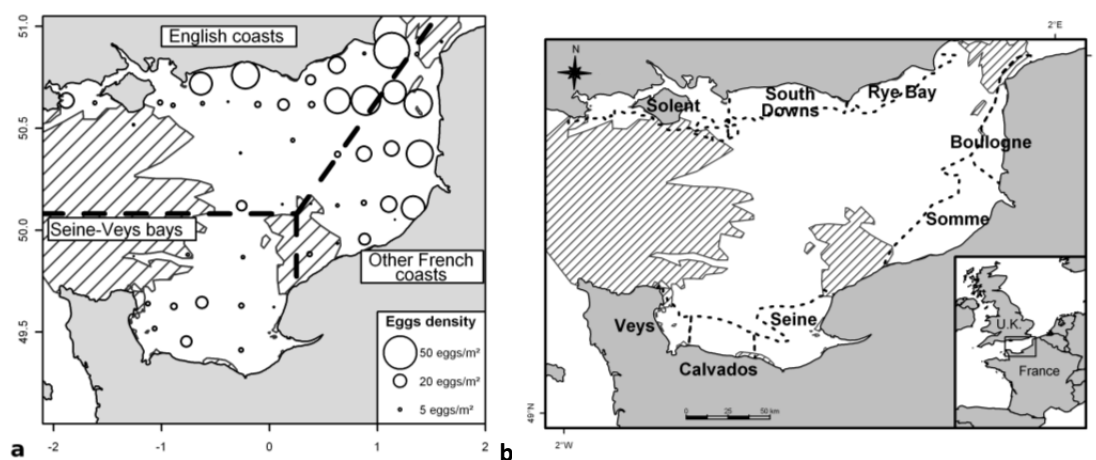 English coasts
Seine-Veys bays
Other French
coasts
Eggs density
50 eggs/m²
20 eggs/m²
5 eggs/m²
51.0
50.5
50.0
49.5
-2
-1
0
1
2
a
2°E
N
Solent
South
Downs
Rye Bay
Boulogne
Somme
Veys
Seine
Calvados
U.K.
France
0
25
50 km
49°N
2°W
b